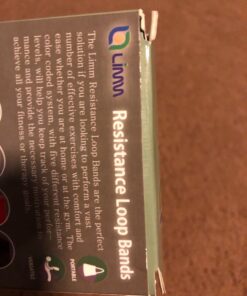 Limm
Resistance Loop Bands
The Limm Resistance Loop Bands are the perfect
solution if you are looking to perform a vast
number of effective exercises with comfort and
ease whether you are at home or at the gym. The
color coded system, with five different resistance
levels, will help you keep track of your
and provide the necessary
achieve all your fitness or
PORTABLE